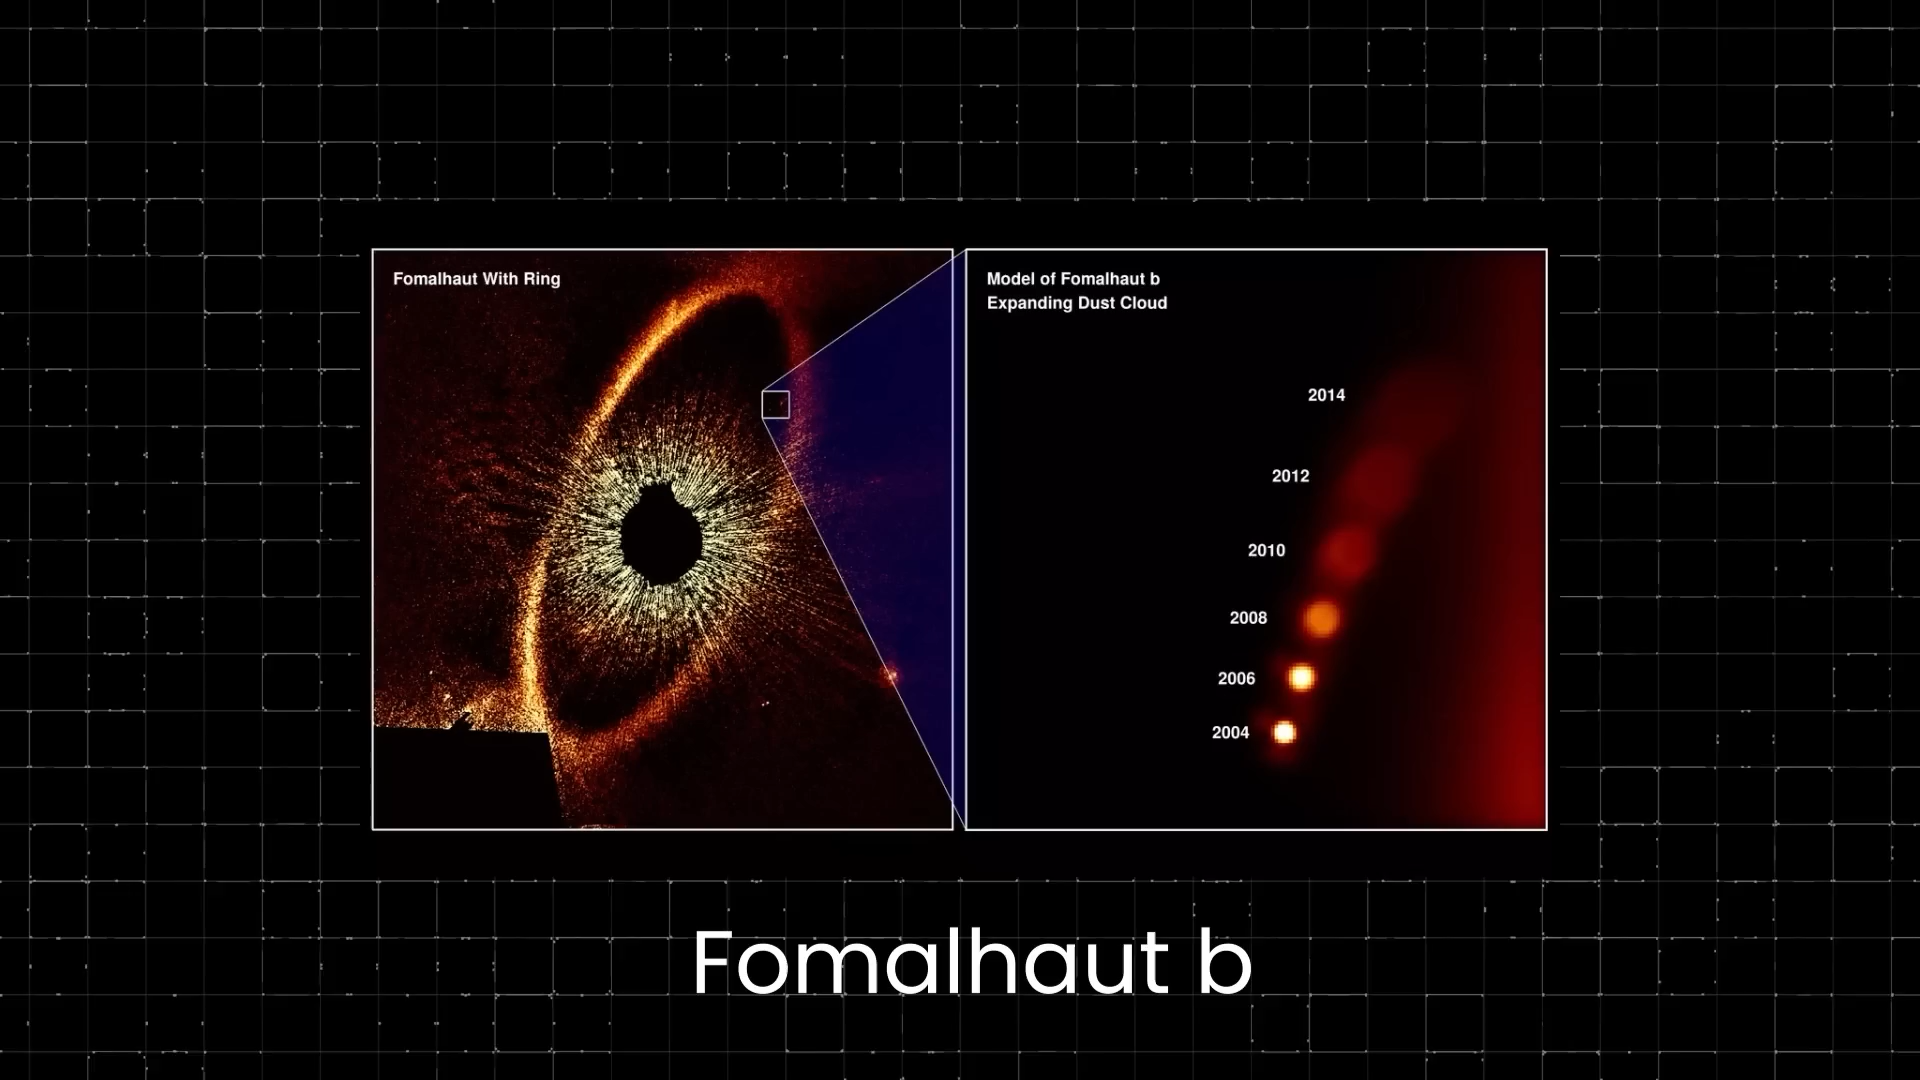 Fomalhaut With Ring
Model of Fomalhaut b
Expanding Dust Cloud
2014
2012
2010
2008
2006
2004
Fomalhaut b